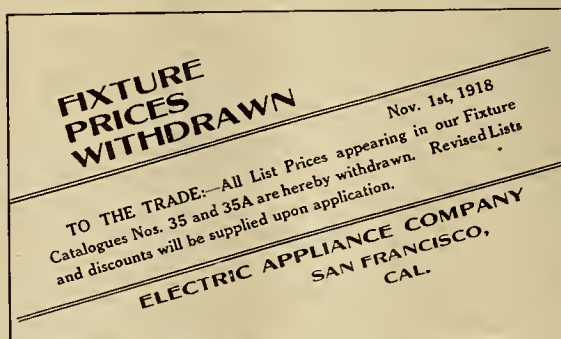 FIXTURE
PRICES
WITHDRAWN
Nov. 1st, 1918
TO THE TRADE:—All List Prices appearing in our Fixture
Catalogues Nos. 35 and 35A are hereby withdrawn. Revised Lists
and discounts will be supplied upon application.
ELECTRIC APPLIANCE COMPANY
SAN FRANCISCO,
CAL.